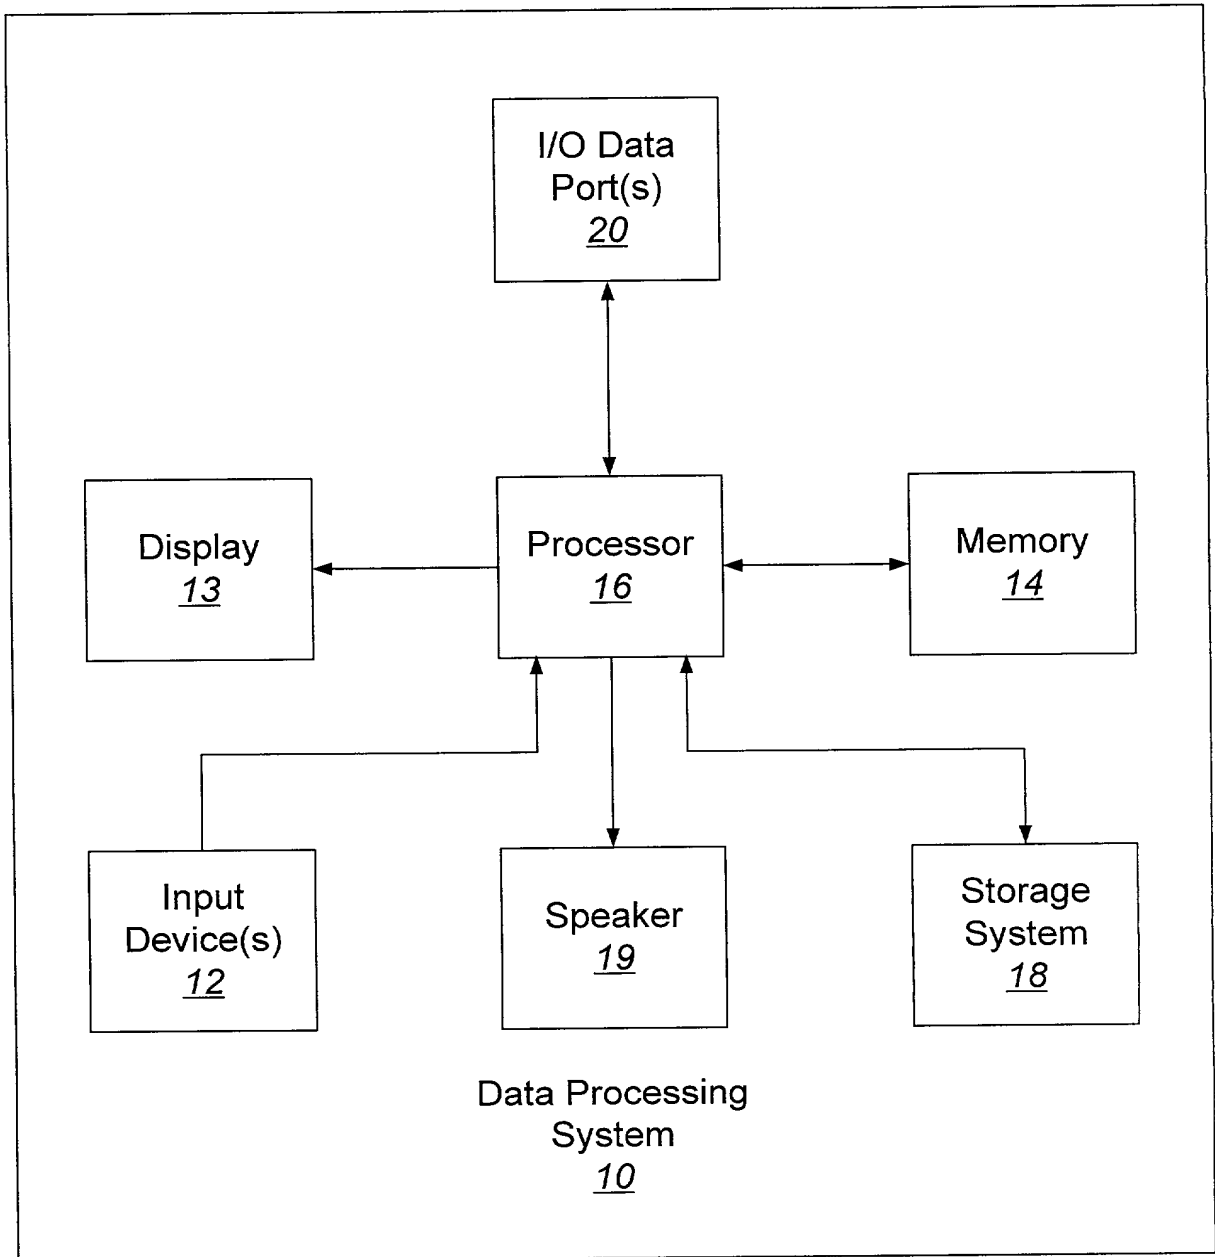 I/O Data
Port(s)
20
Display
13
Processor
16
Memory
14
Input
Device(s)
12
Speaker
19
Storage
System
18
Data Processing
System
10